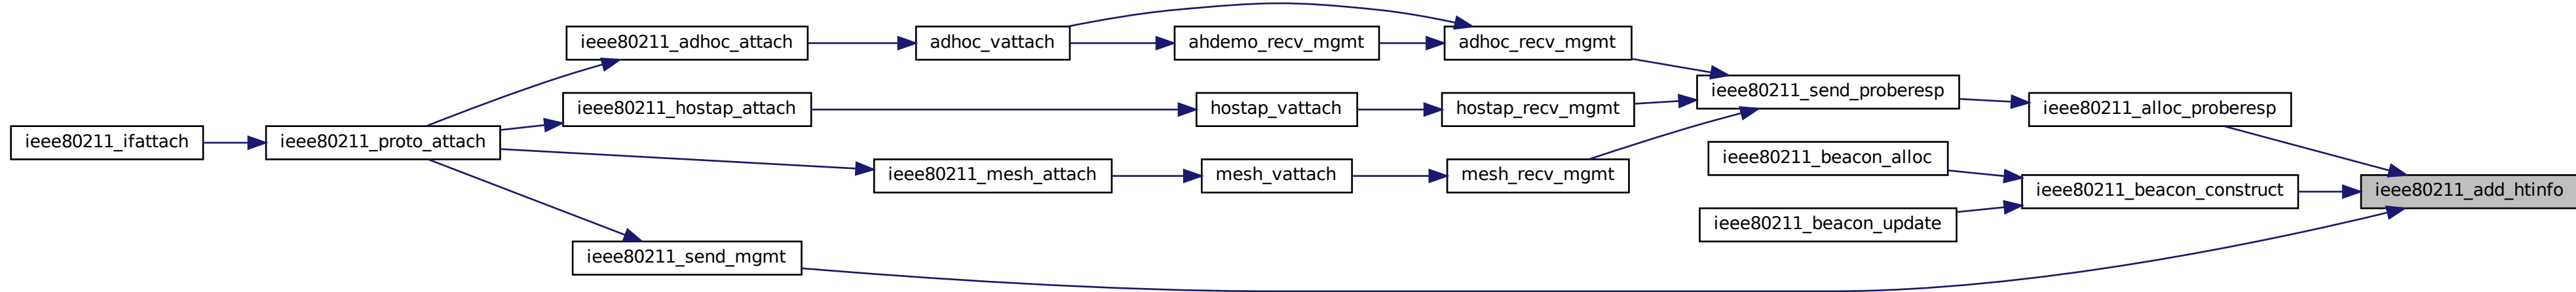 ieee80211_ifattach
ieee80211_proto_attach
ieee80211_adhoc_attach
adhoc_vattach
ahdemo_recv_mgmt
adhoc_recv_mgmt
ieee80211_hostap_attach
hostap_vattach
hostap_recv_mgmt
ieee80211_mesh_attach
mesh_vattach
mesh_recv_mgmt
ieee80211_send_mgmt
ieee80211_send_proberesp
ieee80211_alloc_proberesp
ieee80211_beacon_alloc
ieee80211_beacon_update
ieee80211_beacon_construct
ieee80211_add_htinfo